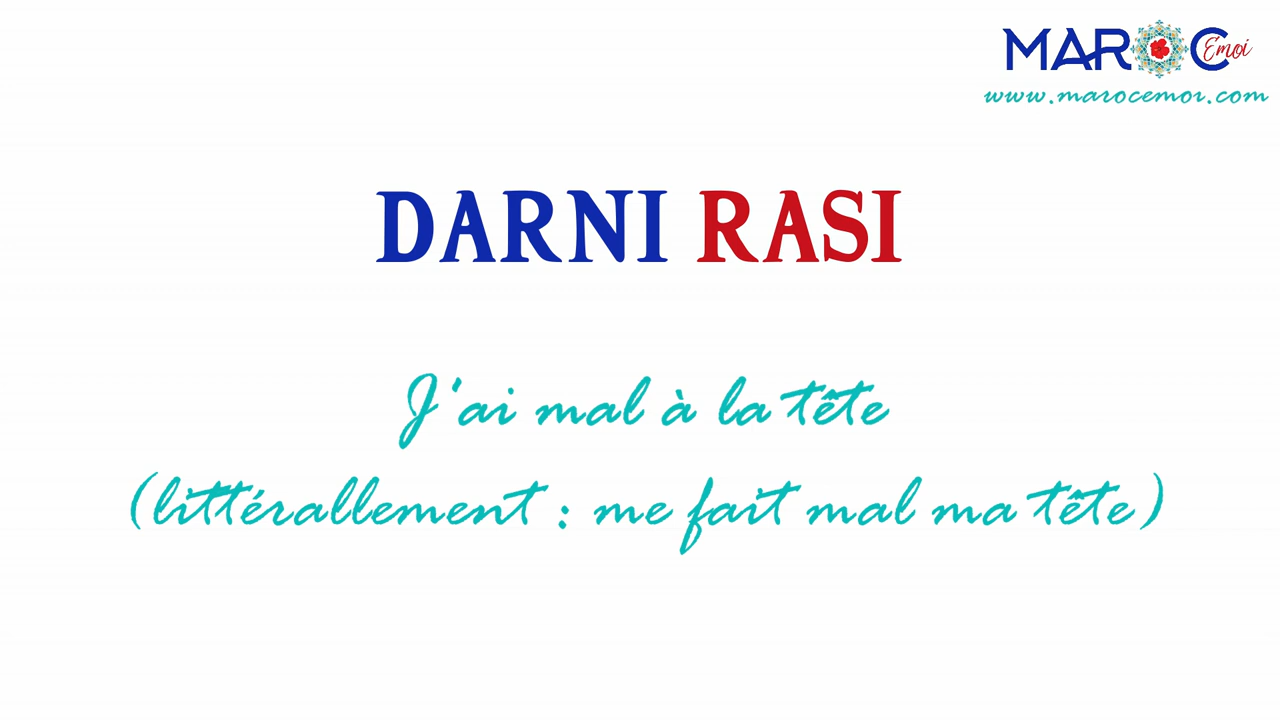 MAROC Emoi
www.marocemoi.com
DARNI RASI
J'ai mal à la tête
(littérallement : me fait mal ma tête)